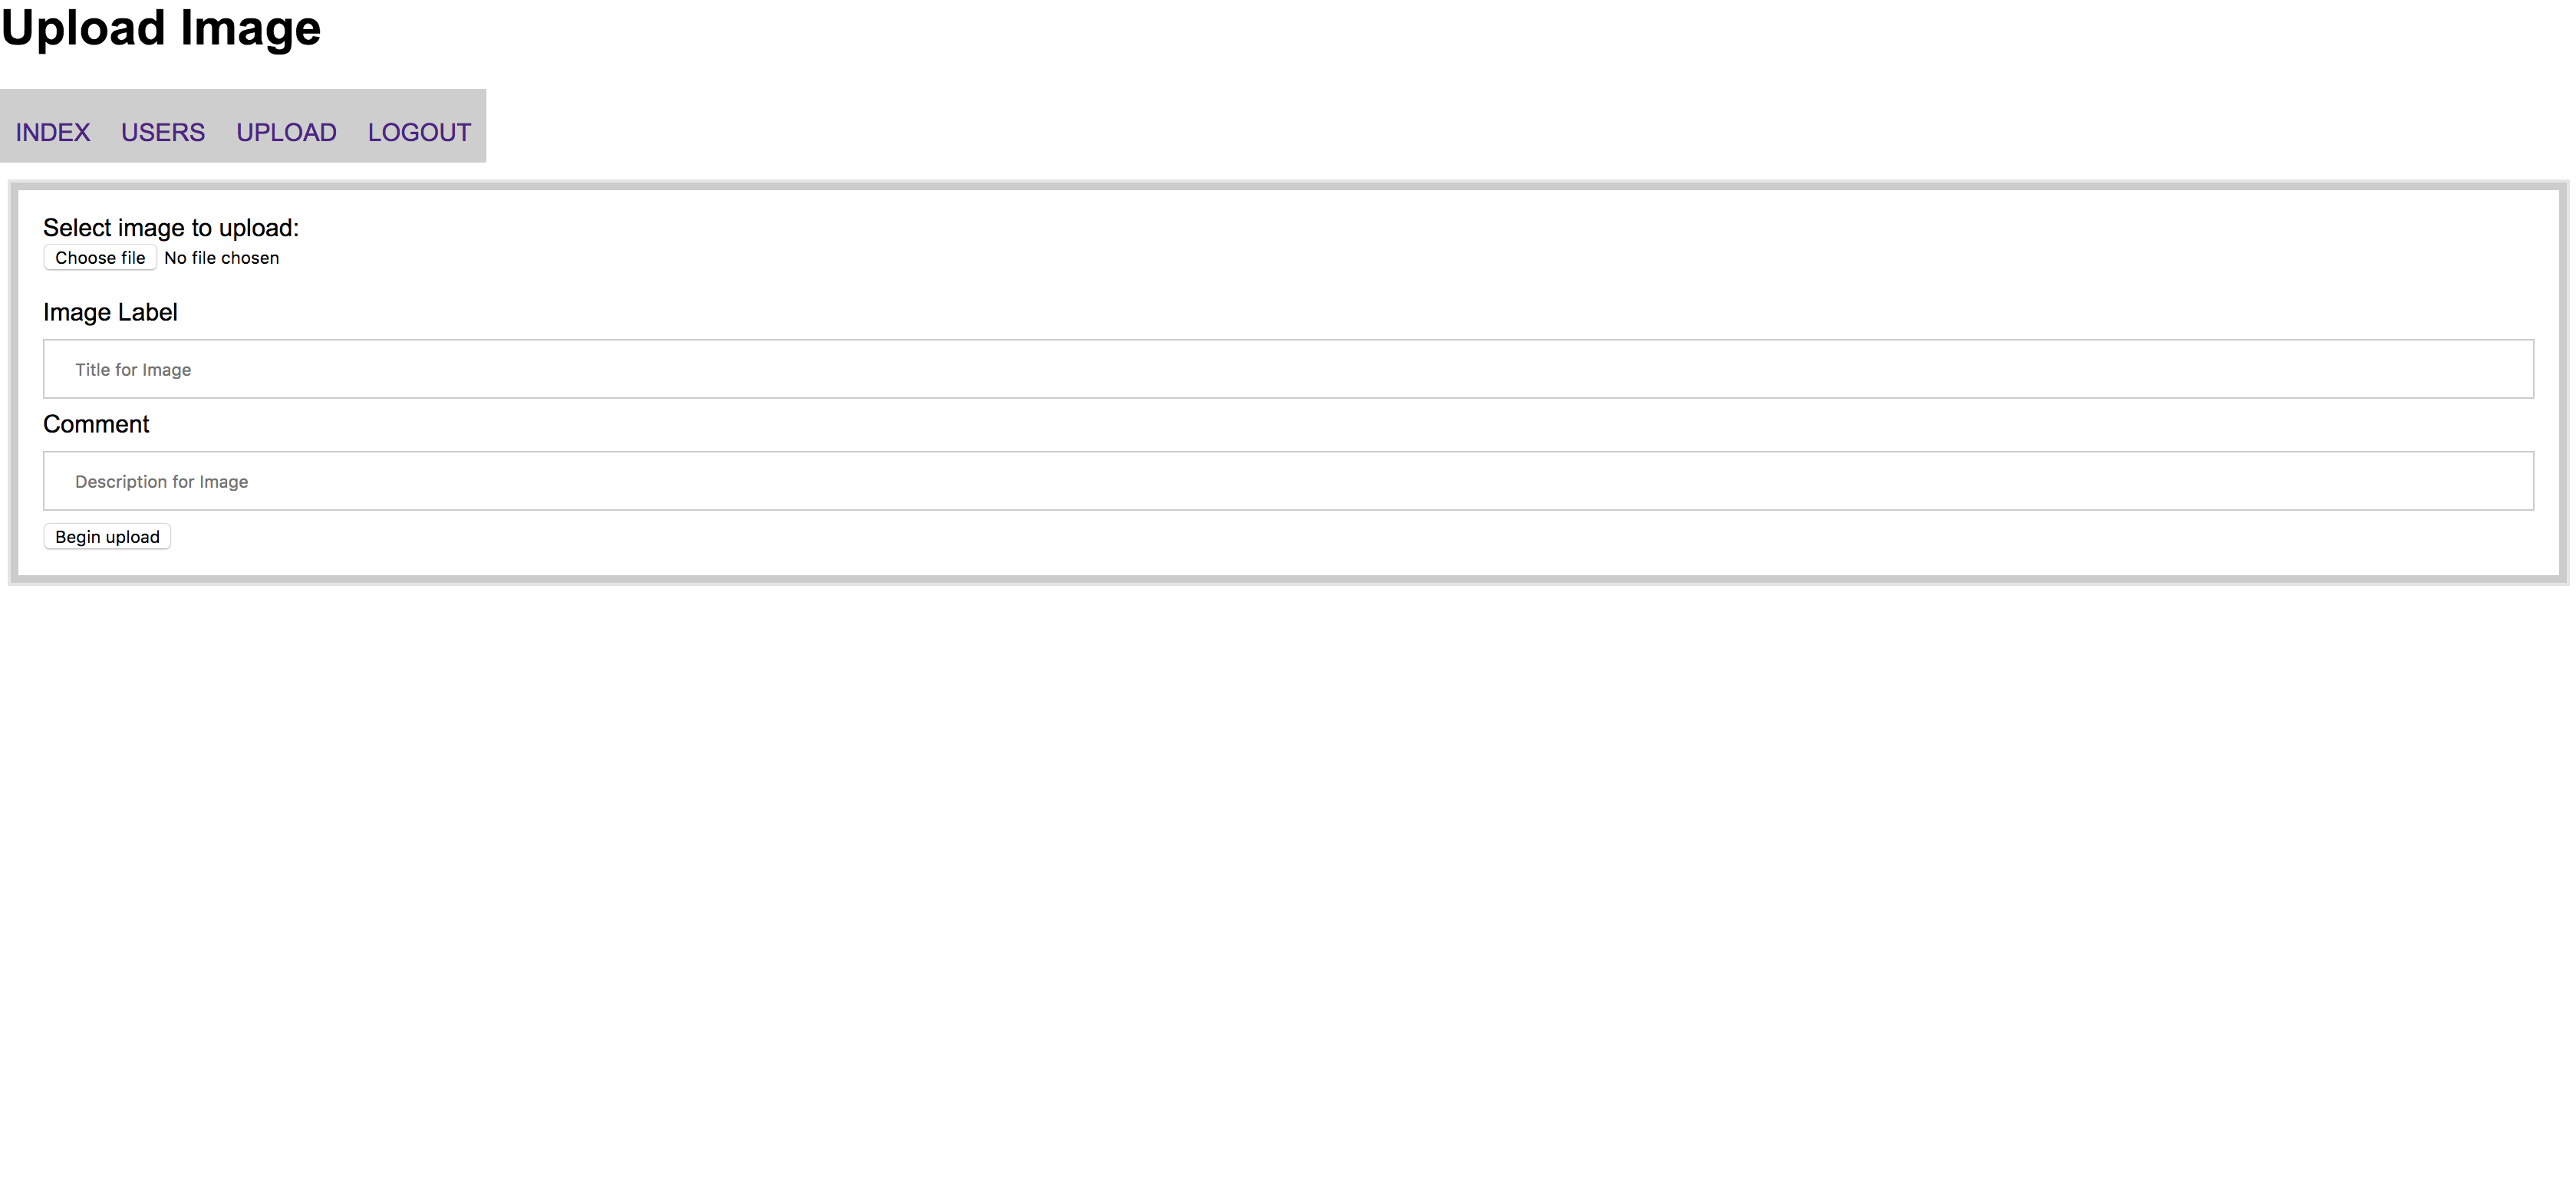 Upload Image
INDEX USERS UPLOAD LOGOUT
Select image to upload:
Choose file No file chosen
Image Label
Title for Image
Comment
Description for Image
Begin upload